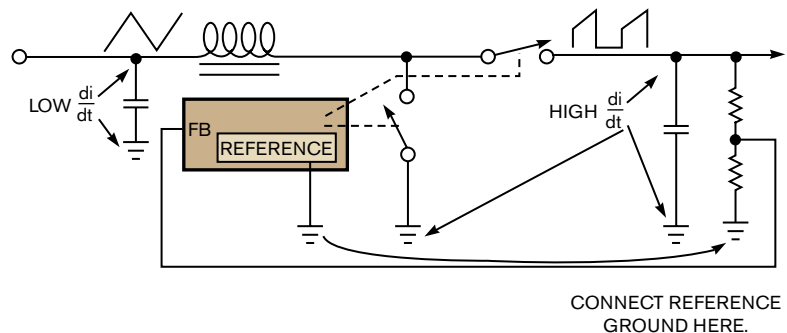 LOW di/dt
FB
REFERENCE
HIGH di/dt
CONNECT REFERENCE
GROUND HERE.